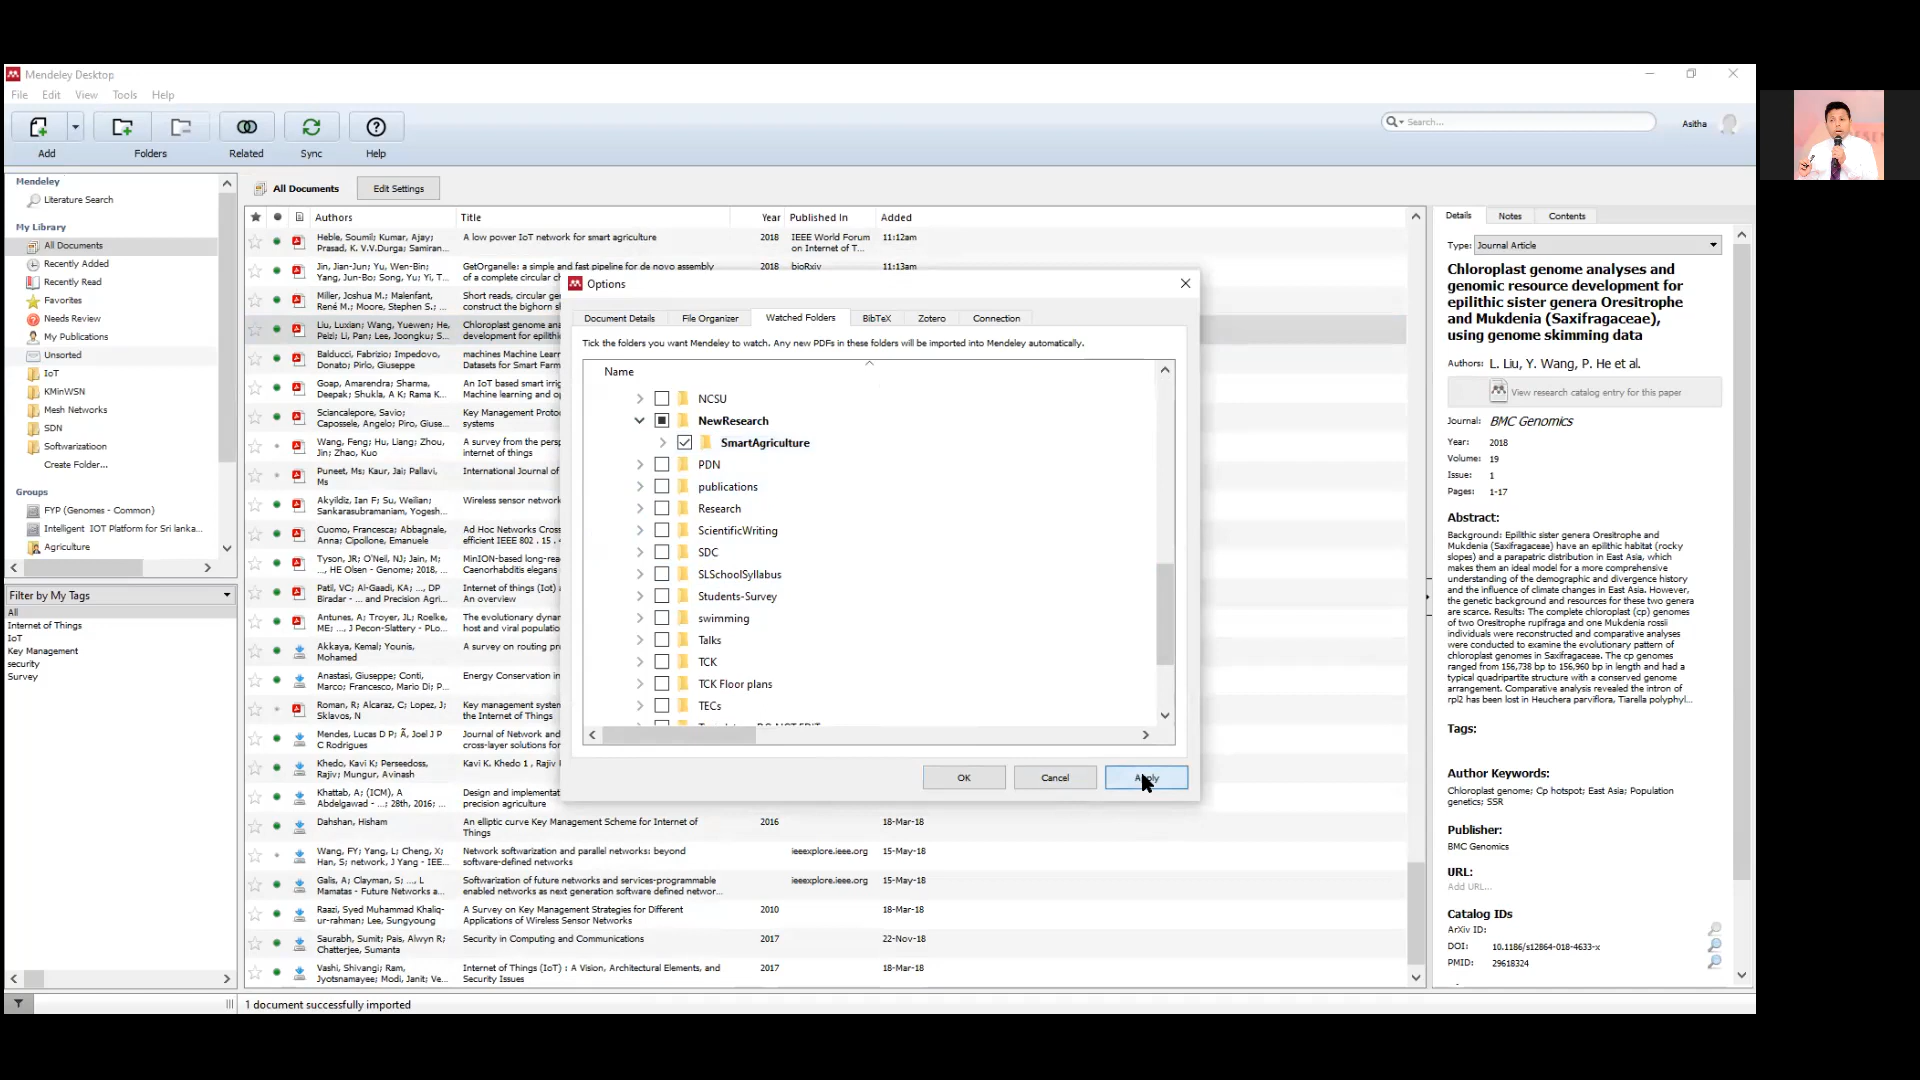 Mendeley Desktop
File Edit View Tools Help
Add Folders Related Sync Help
Search...
Asitha
Mendeley
Literature Search
My Library
All Documents
Recently Added
Recently Read
Favorites
Needs Review
My Publications
Unsorted
IoT
KMinWSN
Mesh Networks
SDN
Softwarizatioon
Create Folder...
Groups
FYP (Genomes - Common)
Intelligent IOT Platform for Sri lanka...
Agriculture
Filter by My Tags
All
Internet of Things
IoT
Key Management
security
Survey
All Documents Edit Settings
Authors Title Year Published In Added
Heble, Soumil; Kumar, Ajay; A low power IoT network for smart agriculture 2018 IEEE World Forum 11:12am
Prasad, K. V.V.Durga; Samiran... on Internet of T...
Jin, Jian-Jun; Yu, Wen-Bin; GetOrganelle: a simple and fast pipeline for de novo assembly 2018 bioRxiv 11:13am
Yang, Jun-Bo; Song, Yu; Yi, T... of a complete circular ch
Miller, Joshua M.; Malenfant, Short reads, circular ger
René M.; Moore, Stephen S.; ... construct the bighorn sl
Liu, Luxian; Wang, Yuewen; He, Chloroplast genome ana
Peizi; Li, Pan; Lee, Joongku; S... development for epilithi
Balducci, Fabrizio; Impedovo, machines Machine Learn
Donato; Pirlo, Giuseppe Datasets for Smart Farm
Goap, Amarendra; Sharma, An IoT based smart irrig
Deepak; Shukla, A K; Rama K... Machine learning and op
Sciancalepore, Savio; Key Management Proto
Capossele, Angelo; Piro, Giuse... systems
Wang, Feng; Hu, Liang; Zhou, A survey from the persp
Jin; Zhao, Kuo internet of things
Puneet, Ms; Kaur, Jai; Pallavi, International Journal of
Ms
Akyildiz, Ian F; Su, Weilian; Wireless sensor network
Sankarasubramaniam, Yogesh...
Cuomo, Francesca; Abbagnale, Ad Hoc Networks Cross
Anna; Cipollone, Emanuele efficient IEEE 802 . 15 . 4
Tyson, JR; O'Neil, NJ; Jain, M; MinION-based long-rea
..., HE Olsen - Genome; 2018, ... Caenorhabditis elegans
Patil, VC; Al-Gaadi, KA; ..., DP Internet of things (Iot) a
Biradar - ... and Precision Agri... An overview
Antunes, A; Troyer, JL; Roelke, The evolutionary dynar
ME; ..., J Pecon-Slattery - PLo... host and viral populatio
Akkaya, Kemal; Younis, A survey on routing pr
Mohamed
Anastasi, Giuseppe; Conti, Energy Conservation in
Marco; Francesco, Mario Di; P...
Roman, R; Alcaraz, C; Lopez, J; Key management system
Sklavos, N the Internet of Things
Mendes, Lucas D P; Ã, Joel J P Journal of Network and
C Rodrigues cross-layer solutions for
Khedo, Kavi K; Perseedoss, Kavi K. Khedo 1 , Rajiv
Rajiv; Mungur, Avinash
Khattab, A; (ICM), A Design and implementat
Abdelgawad - ...; 28th, 2016; ... precision agriculture
Dahshan, Hisham An elliptic curve Key Management Scheme for Internet of 2016 18-Mar-18
Things
Wang, FY; Yang, L; Cheng, X; Network softwarization and parallel networks: beyond ieeexplore.ieee.org 15-May-18
Han, S; network, J Yang - IEE... software-defined networks
Galis, A; Clayman, S; ..., L Softwarization of future networks and services-programmable ieeexplore.ieee.org 15-May-18
Mamatas - Future Networks a... enabled networks as next generation software defined networ...
Raazi, Syed Muhammad Khaliq- A Survey on Key Management Strategies for Different 2010 18-Mar-18
ur-rahman; Lee, Sungyoung Applications of Wireless Sensor Networks
Saurabh, Sumit; Pais, Alwyn R; Security in Computing and Communications 2017 22-Nov-18
Chatterjee, Sumanta
Vashi, Shivangi; Ram, Internet of Things (IoT) : A Vision, Architectural Elements, and 2017 18-Mar-18
Jyotsnamayee; Modi, Janit; Ve... Security Issues
1 document successfully imported
Options
Document Details File Organizer Watched Folders BibTeX Zotero Connection
Tick the folders you want Mendeley to watch. Any new PDFs in these folders will be imported into Mendeley automatically.
Name
NCSU
NewResearch
SmartAgriculture
PDN
publications
Research
ScientificWriting
SDC
SLSchoolSyllabus
Students-Survey
swimming
Talks
TCK
TCK Floor plans
TECs
OK Cancel Apply
Details Notes Contents
Type: Journal Article
Chloroplast genome analyses and
genomic resource development for
epilithic sister genera Oresitrophe
and Mukdenia (Saxifragaceae),
using genome skimming data
Authors: L. Liu, Y. Wang, P. He et al.
View research catalog entry for this paper
Journal: BMC Genomics
Year: 2018
Volume: 19
Issue: 1
Pages: 1-17
Abstract:
Background: Epilithic sister genera Oresitrophe and
Mukdenia (Saxifragaceae) have an epilithic habitat (rocky
slopes) and a parapatric distribution in East Asia, which
makes them an ideal model for a more comprehensive
understanding of the demographic and divergence history
and the influence of climate changes in East Asia. However,
the genetic background and resources for these two genera
are scarce. Results: The complete chloroplast (cp) genomes
of two Oresitrophe rupifraga and one Mukdenia rossii
individuals were reconstructed and comparative analyses
were conducted to examine the evolutionary pattern of
chloroplast genomes in Saxifragaceae. The cp genomes
ranged from 156,738 bp to 156,960 bp in length and had a
typical quadripartite structure with a conserved genome
arrangement. Comparative analysis revealed the intron of
rpl2 has been lost in Heuchera parviflora, Tiarella polyphyl...
Tags:
Author Keywords:
Chloroplast genome; Cp hotspot; East Asia; Population
genetics; SSR
Publisher:
BMC Genomics
URL:
Add URL...
Catalog IDs
ArXiv ID:
DOI: 10.1186/s12864-018-4633-x
PMID: 29618324